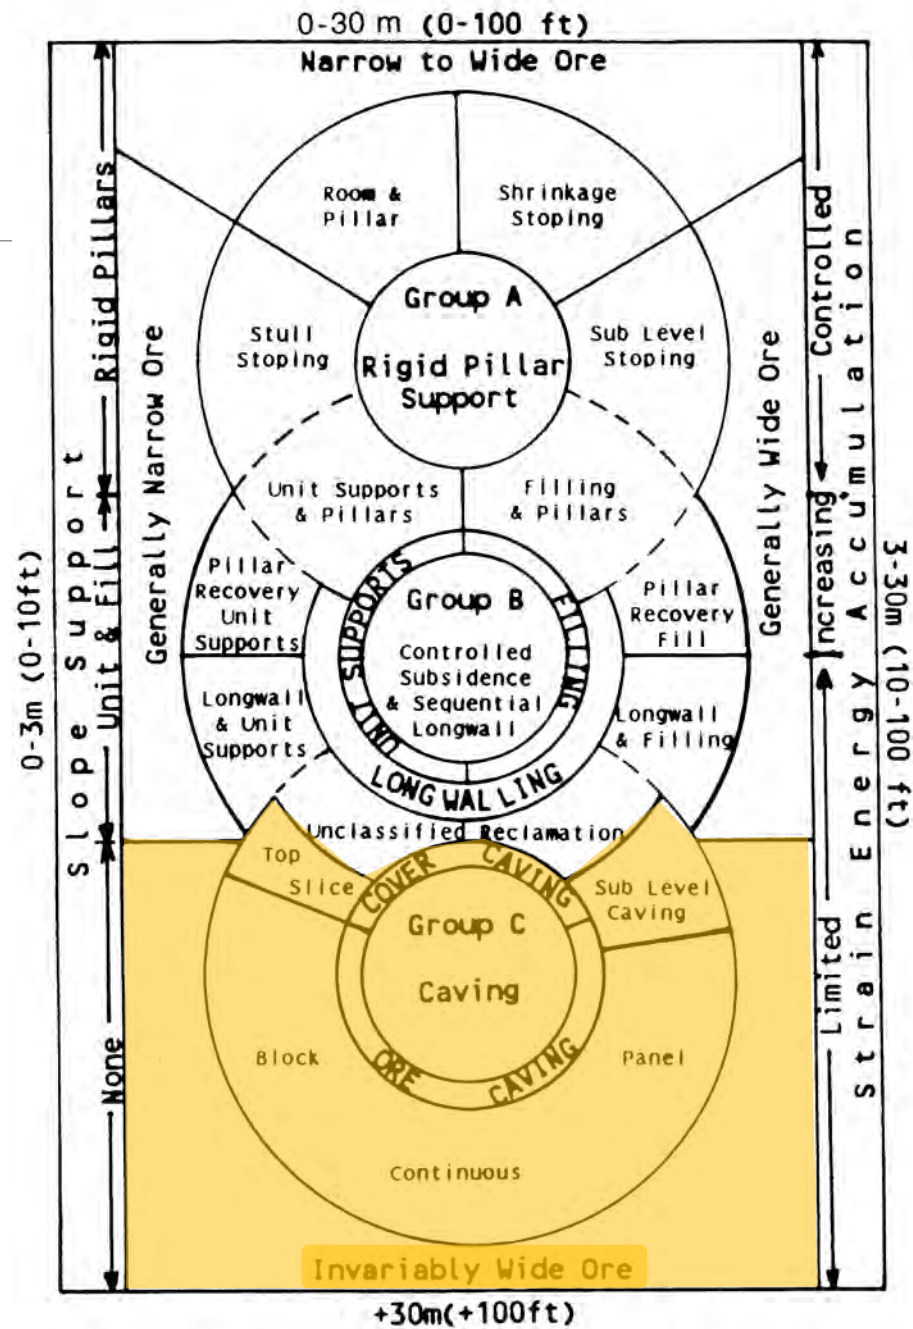 0-30 m (0-100 ft)
Narrow to Wide Ore
Room &
Pillar
Shrinkage
Stoping
Group A
Rigid Pillar
Support
Stull
Stoping
Sub Level
Stoping
Unit Supports
& Pillars
Filling
& Pillars
Pillar
Recovery
Unit
Supports
Group B
Controlled
Subsidence
& Sequential
Longwall
UNIT SUPPORTS
FILLING
LONGWALLING
Pillar
Recovery
Fill
Longwall
& Unit
Supports
Longwall
& Filling
Unclassified Reclamation
Top
Slice
COVER CAVING
Group C
Caving
ORE CAVING
Sub Level
Caving
Block
Panel
Continuous
Invariably Wide Ore
+30m(+100ft)
0-3m (0-10ft)
Slope Support
Rigid Pillars
Unit & Fill
None
Generally Narrow Ore
Generally Wide Ore
Controlled
Increasing
Limited
Strain Energy Accumulation
3-30m (10-100 ft)